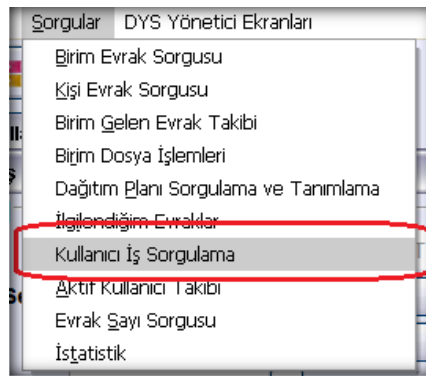 Sorgular DYS Yönetici Ekranları
Birim Evrak Sorgusu
Kişi Evrak Sorgusu
Birim Gelen Evrak Takibi
Birim Dosya İşlemleri
Dağıtım Planı Sorgulama ve Tanımlama
İlgilendiğim Evraklar
Kullanıcı İş Sorgulama
Aktif Kullanıcı Takibi
Evrak Sayı Sorgusu
İstatistik